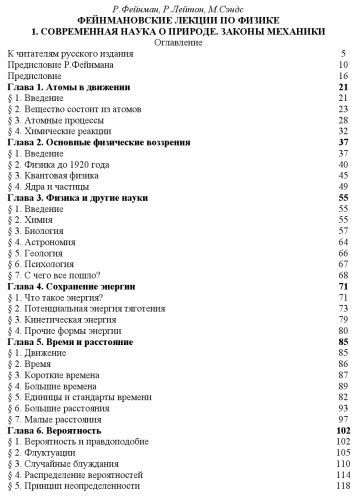 Р.Фейнман, Р.Лейтон, М.Сэндс
ФЕЙНМАНОВСКИЕ ЛЕКЦИИ ПО ФИЗИКЕ
1. СОВРЕМЕННАЯ НАУКА О ПРИРОДЕ. ЗАКОНЫ МЕХАНИКИ
Оглавление
К читателям русского издания 5
Предисловие Р.Фейнмана 10
Предисловие 16
Глава 1. Атомы в движении 21
§ 1. Введение 21
§ 2. Вещество состоит из атомов 23
§ 3. Атомные процессы 28
§ 4. Химические реакции 32
Глава 2. Основные физические воззрения 37
§ 1. Введение 37
§ 2. Физика до 1920 года 40
§ 3. Квантовая физика 45
§ 4. Ядра и частицы 49
Глава 3. Физика и другие науки 55
§ 1. Введение 55
§ 2. Химия 55
§ 3. Биология 57
§ 4. Астрономия 64
§ 5. Геология 66
§ 6. Психология 67
§ 7. С чего все пошло? 68
Глава 4. Сохранение энергии 71
§ 1. Что такое энергия? 71
§ 2. Потенциальная энергия тяготения 73
§ 3. Кинетическая энергия 79
§ 4. Прочие формы энергии 80
Глава 5. Время и расстояние 85
§ 1. Движение 85
§ 2. Время 86
§ 3. Короткие времена 87
§ 4. Большие времена 89
§ 5. Единицы и стандарты времени 82
§ 6. Большие расстояния 93
§ 7. Малые расстояния 97
Глава 6. Вероятность 102
§ 1. Вероятность и правдоподобие 102
§ 2. Флуктуации 105
§ 3. Случайные блуждания 110
§ 4. Распределение вероятностей 114
§ 5. Принцип неопределенности 118